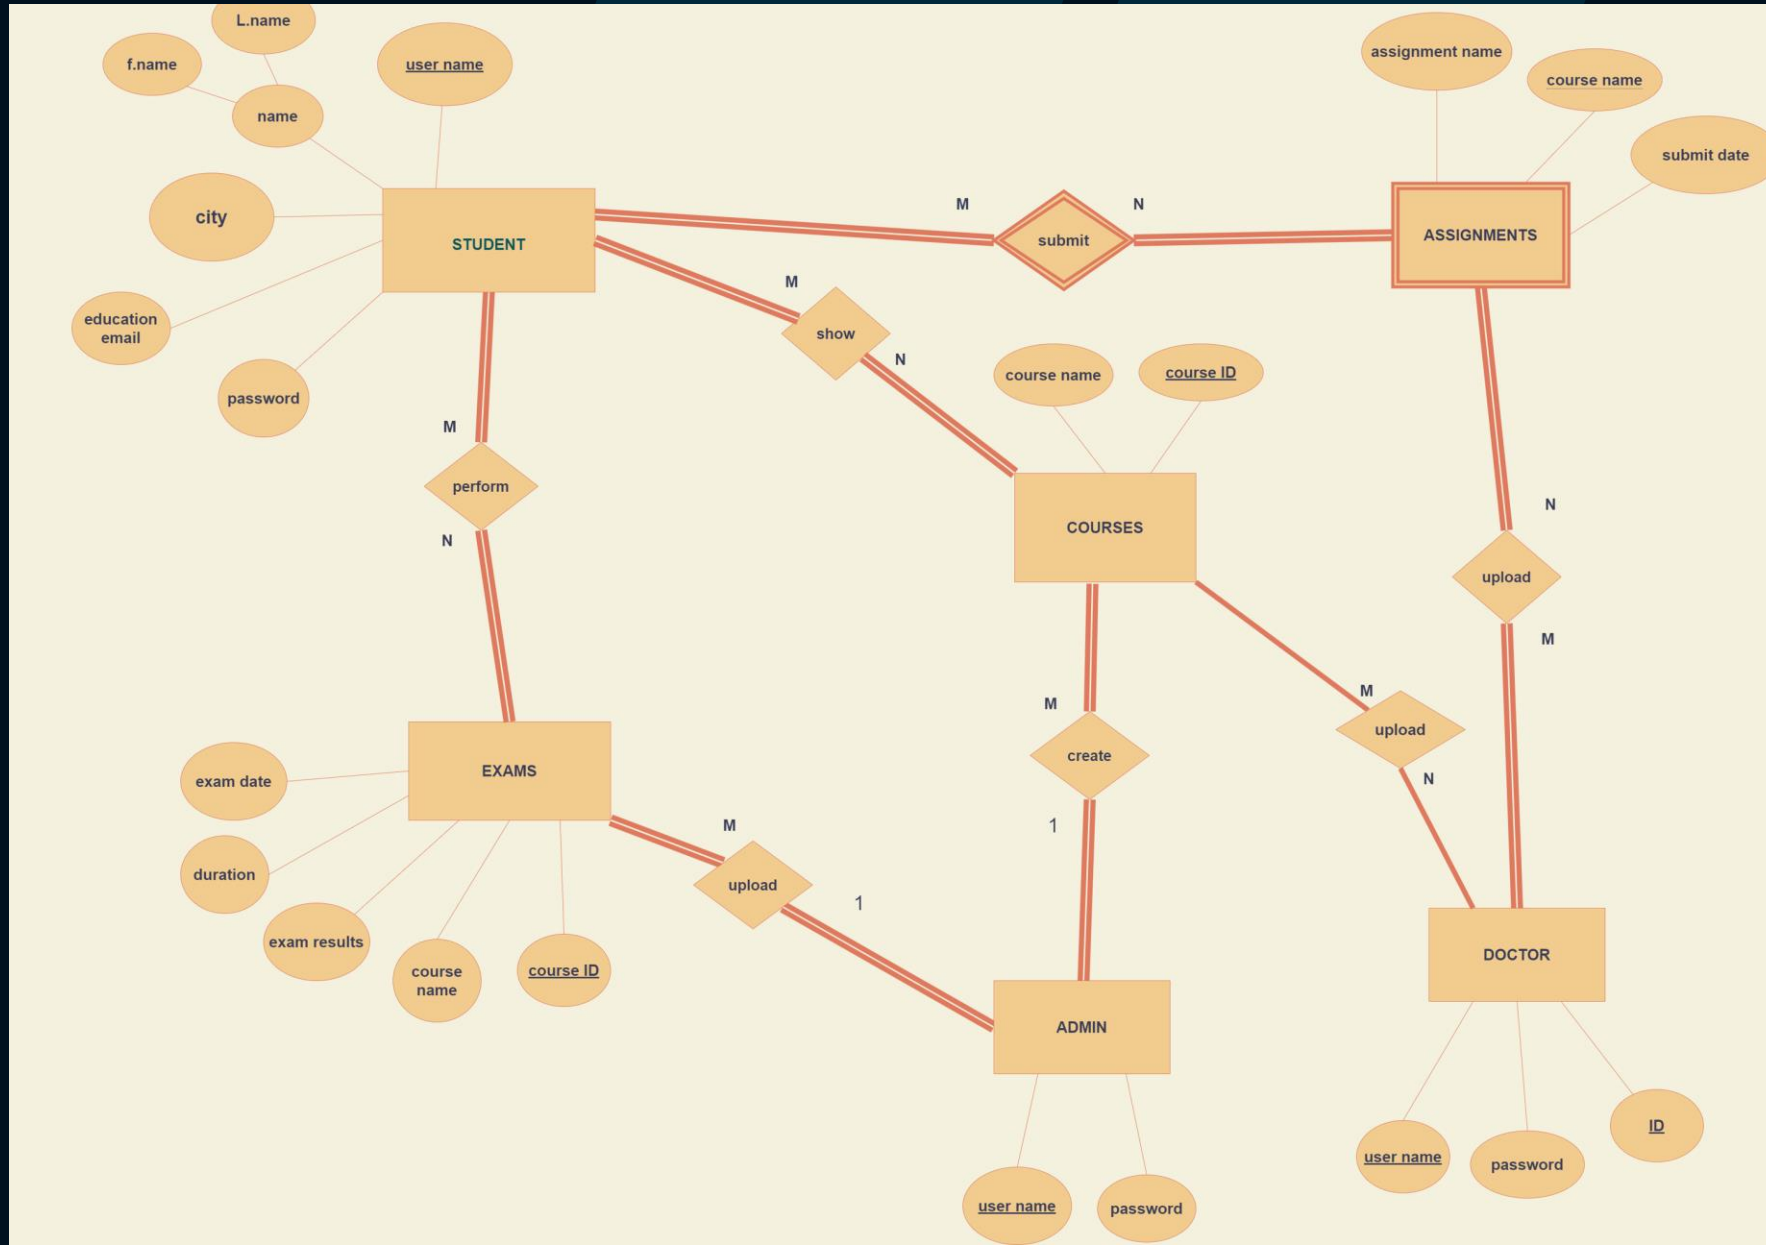 L.name
f.name
user name
name
city
education
email
password
STUDENT
M
N
submit
assignment name
course name
submit date
ASSIGNMENTS
M
show
N
course name
course ID
COURSES
M
perform
N
N
upload
M
M
create
1
M
upload
N
EXAMS
exam date
duration
exam results
course
name
course ID
M
upload
1
ADMIN
user name
password
DOCTOR
user name
password
ID